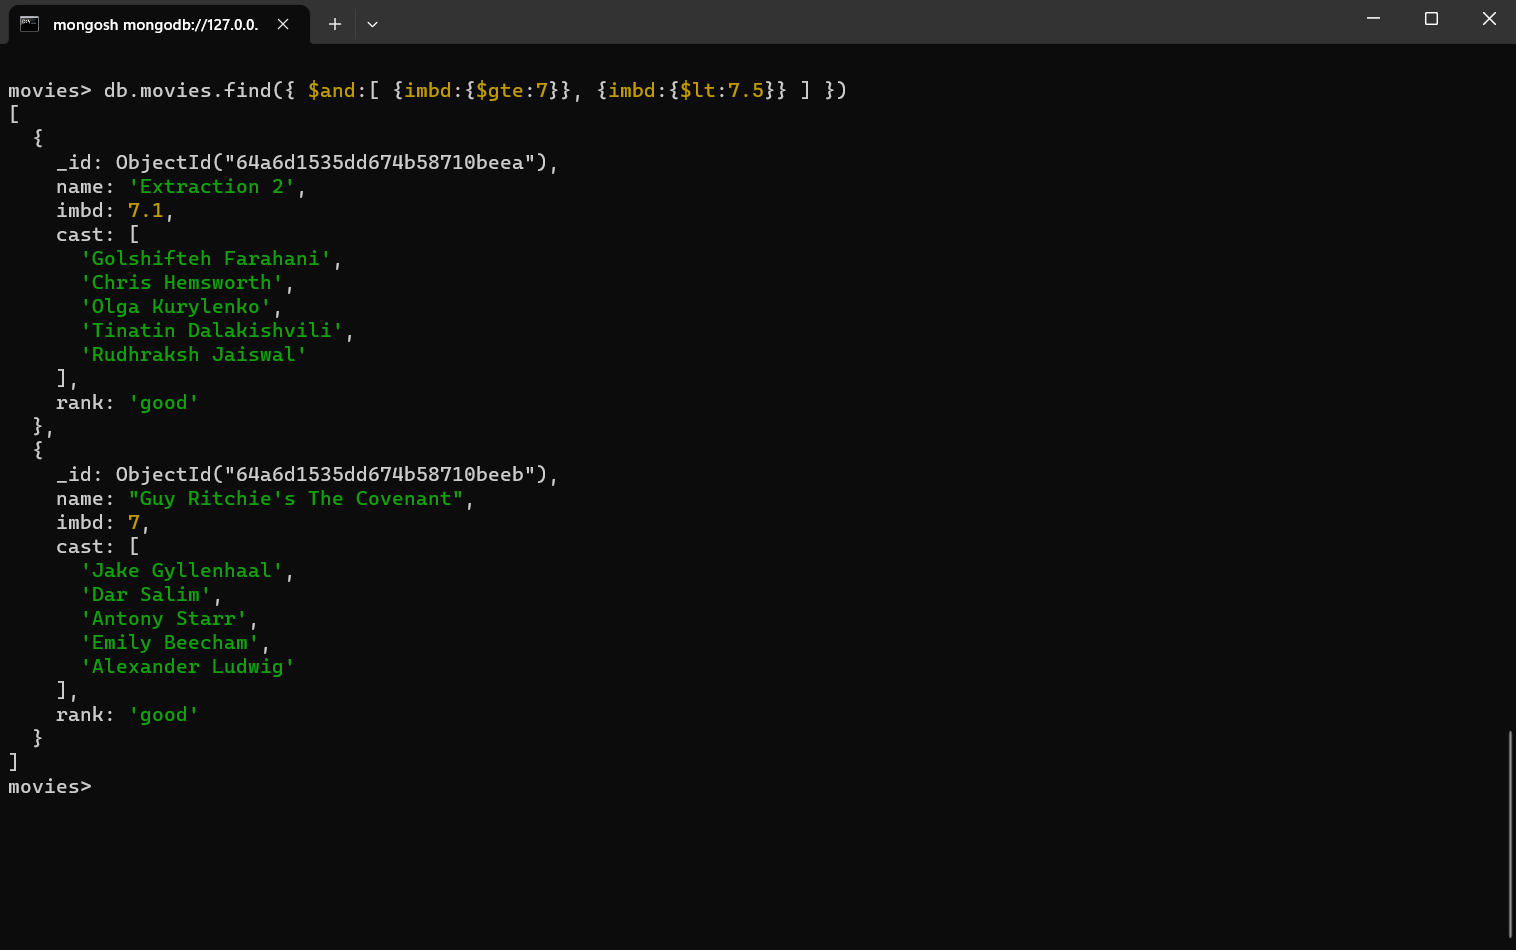 mongosh mongodb://127.0.0.
movies> db.movies.find({ $and:[ {imbd:{$gte:7}}, {imbd:{$lt:7.5}} ] })
[
  {
    _id: ObjectId("64a6d1535dd674b58710beea"),
    name: 'Extraction 2',
    imbd: 7.1,
    cast: [
      'Golshifteh Farahani',
      'Chris Hemsworth',
      'Olga Kurylenko',
      'Tinatin Dalakishvili',
      'Rudhraksh Jaiswal'
    ],
    rank: 'good'
  },
  {
    _id: ObjectId("64a6d1535dd674b58710beeb"),
    name: "Guy Ritchie's The Covenant",
    imbd: 7,
    cast: [
      'Jake Gyllenhaal',
      'Dar Salim',
      'Antony Starr',
      'Emily Beecham',
      'Alexander Ludwig'
    ],
    rank: 'good'
  }
]
movies>